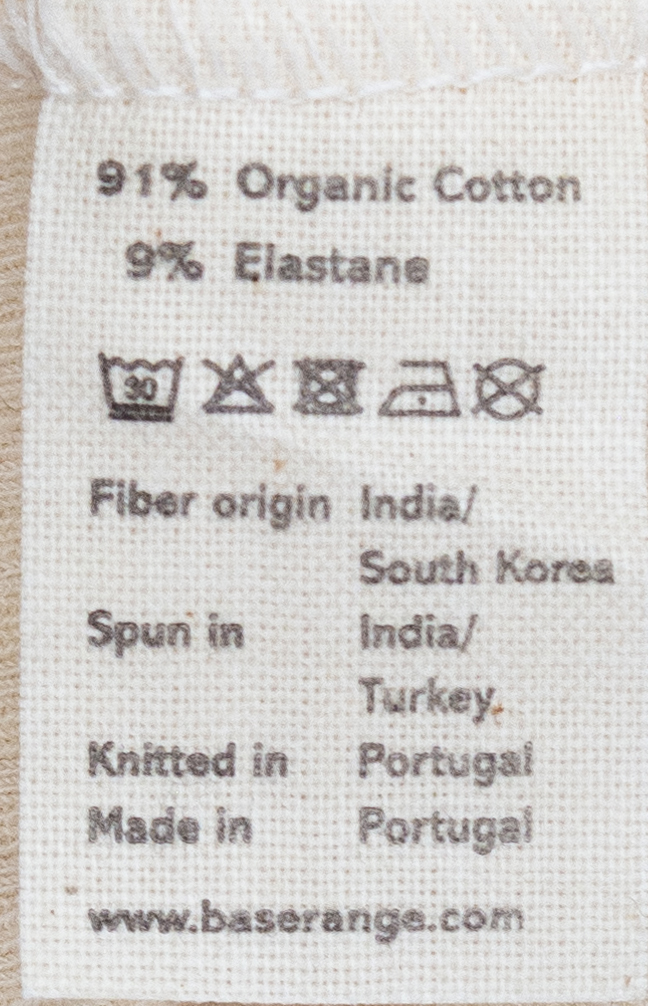 91% Organic Cotton
9% Elastane
30
Fiber origin India/
South Korea
Spun in India/
Turkey
Knitted in Portugal
Made in Portugal
www.baserange.com